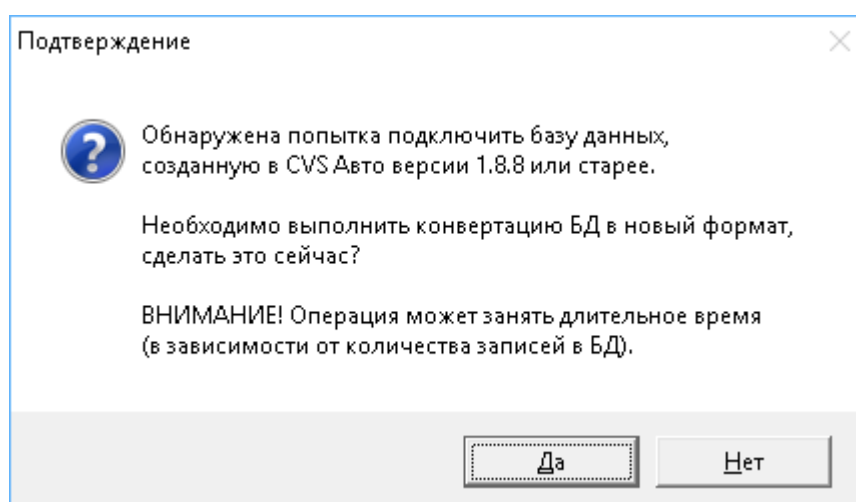 Подтверждение
Обнаружена попытка подключить базу данных,
созданную в CVS Авто версии 1.8.8 или старее.
Необходимо выполнить конвертацию БД в новый формат,
сделать это сейчас?
ВНИМАНИЕ! Операция может занять длительное время
(в зависимости от количества записей в БД).
Да
Нет